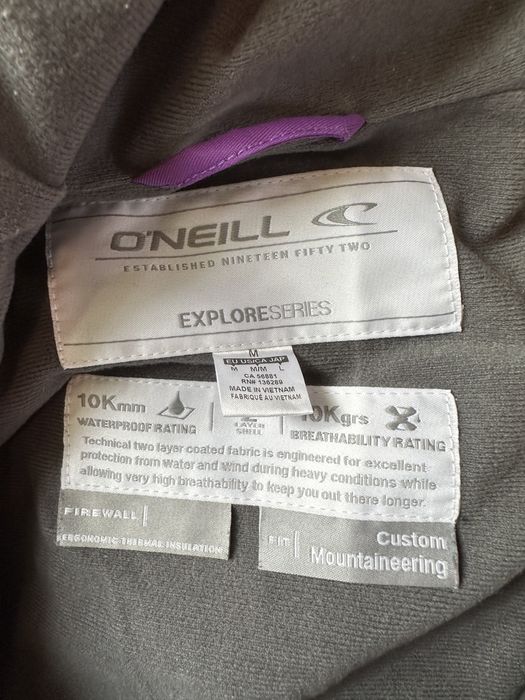 O'NEILL
ESTABLISHED NINETEEN FIFTY TWO
EXPLORESERIES
M
EU US/CA JAP
M M/M L
CA 56881
RN# 136289
MADE IN VIETNAM
FABRIQUÉ AU VIETNAM
10Kmm
WATERPROOF RATING
LAYER
SHELL
10Kgrs
BREATHABILITY RATING
Technical two layer coated fabric is engineered for excellent
protection from water and wind during heavy conditions while
allowing very high breathability to keep you out there longer.
FIREWALL
ERGONOMIC THERMAL INSULATION
FIT
Custom
Mountaineering